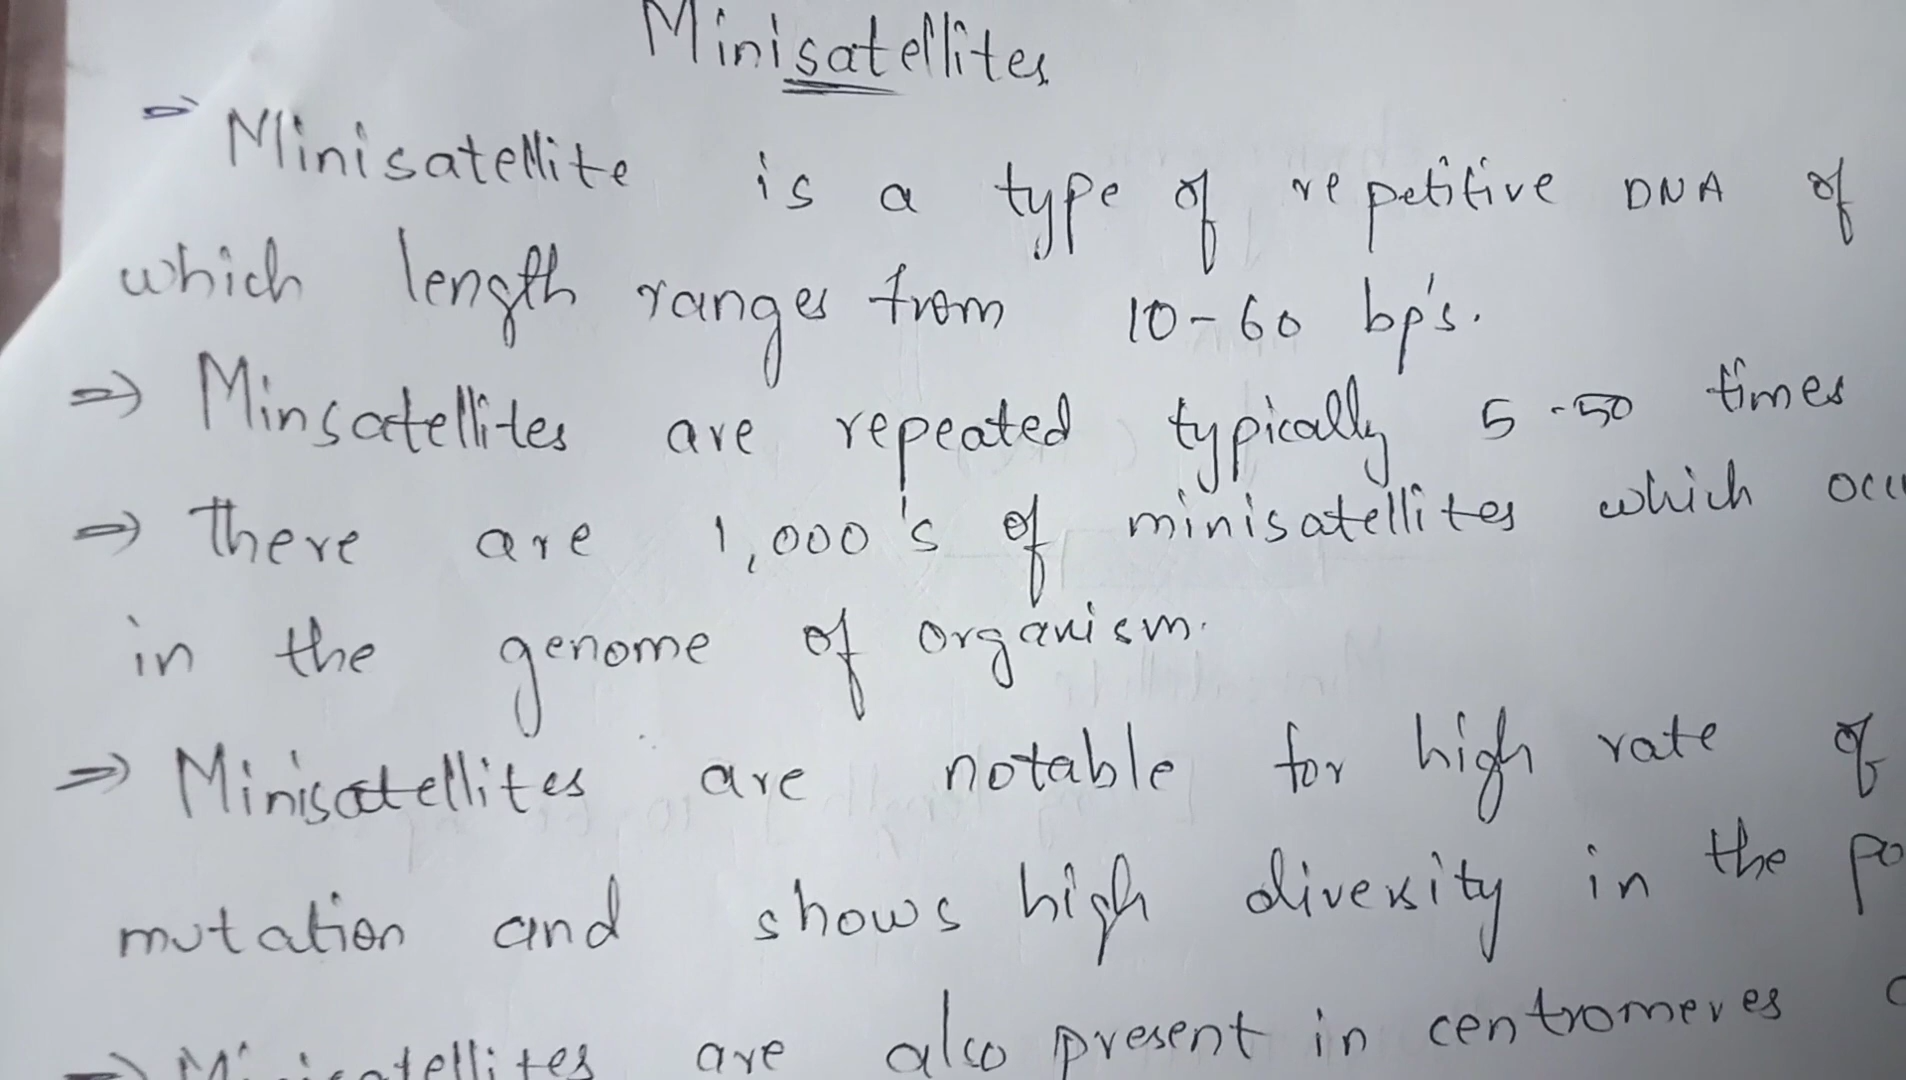 Minisatellites
⇒ Minisatellite is a type of repetitive DNA of
which length ranges from 10-60 bp's.
⇒ Minsatellites are repeated typically 5-50 times
⇒ there are 1,000's of minisatellites which
in the genome of organism.
⇒ Minisatellites are notable for high rate of
mutation and shows high diversity in the
⇒ Minisatellites are also present in centromeres